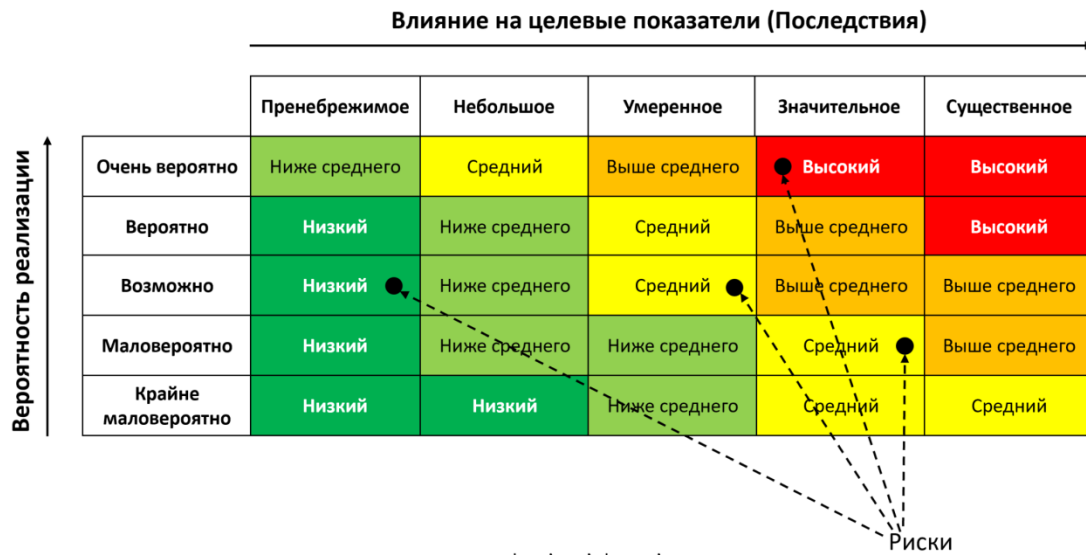 Влияние на целевые показатели (Последствия)
Вероятность реализации
Пренебрежимое Небольшое Умеренное Значительное Существенное
Очень вероятно Ниже среднего Средний Выше среднего Высокий Высокий
Вероятно Низкий Ниже среднего Средний Выше среднего Высокий
Возможно Низкий Ниже среднего Средний Выше среднего Выше среднего
Маловероятно Низкий Ниже среднего Ниже среднего Средний Выше среднего
Крайне
маловероятно Низкий Низкий Ниже среднего Средний Средний
Риски